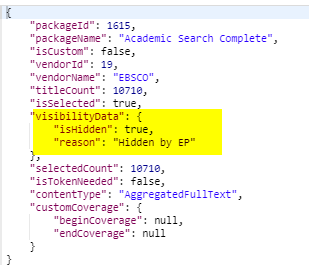 {
"packageId": 1615,
"packageName": "Academic Search Complete",
"isCustom": false,
"vendorId": 19,
"vendorName": "EBSCO",
"titleCount": 10710,
"isSelected": true,
"visibilityData": {
"isHidden": true,
"reason": "Hidden by EP"
},
"selectedCount": 10710,
"isTokenNeeded": false,
"contentType": "AggregatedFullText",
"customCoverage": {
"beginCoverage": null,
"endCoverage": null
}
}